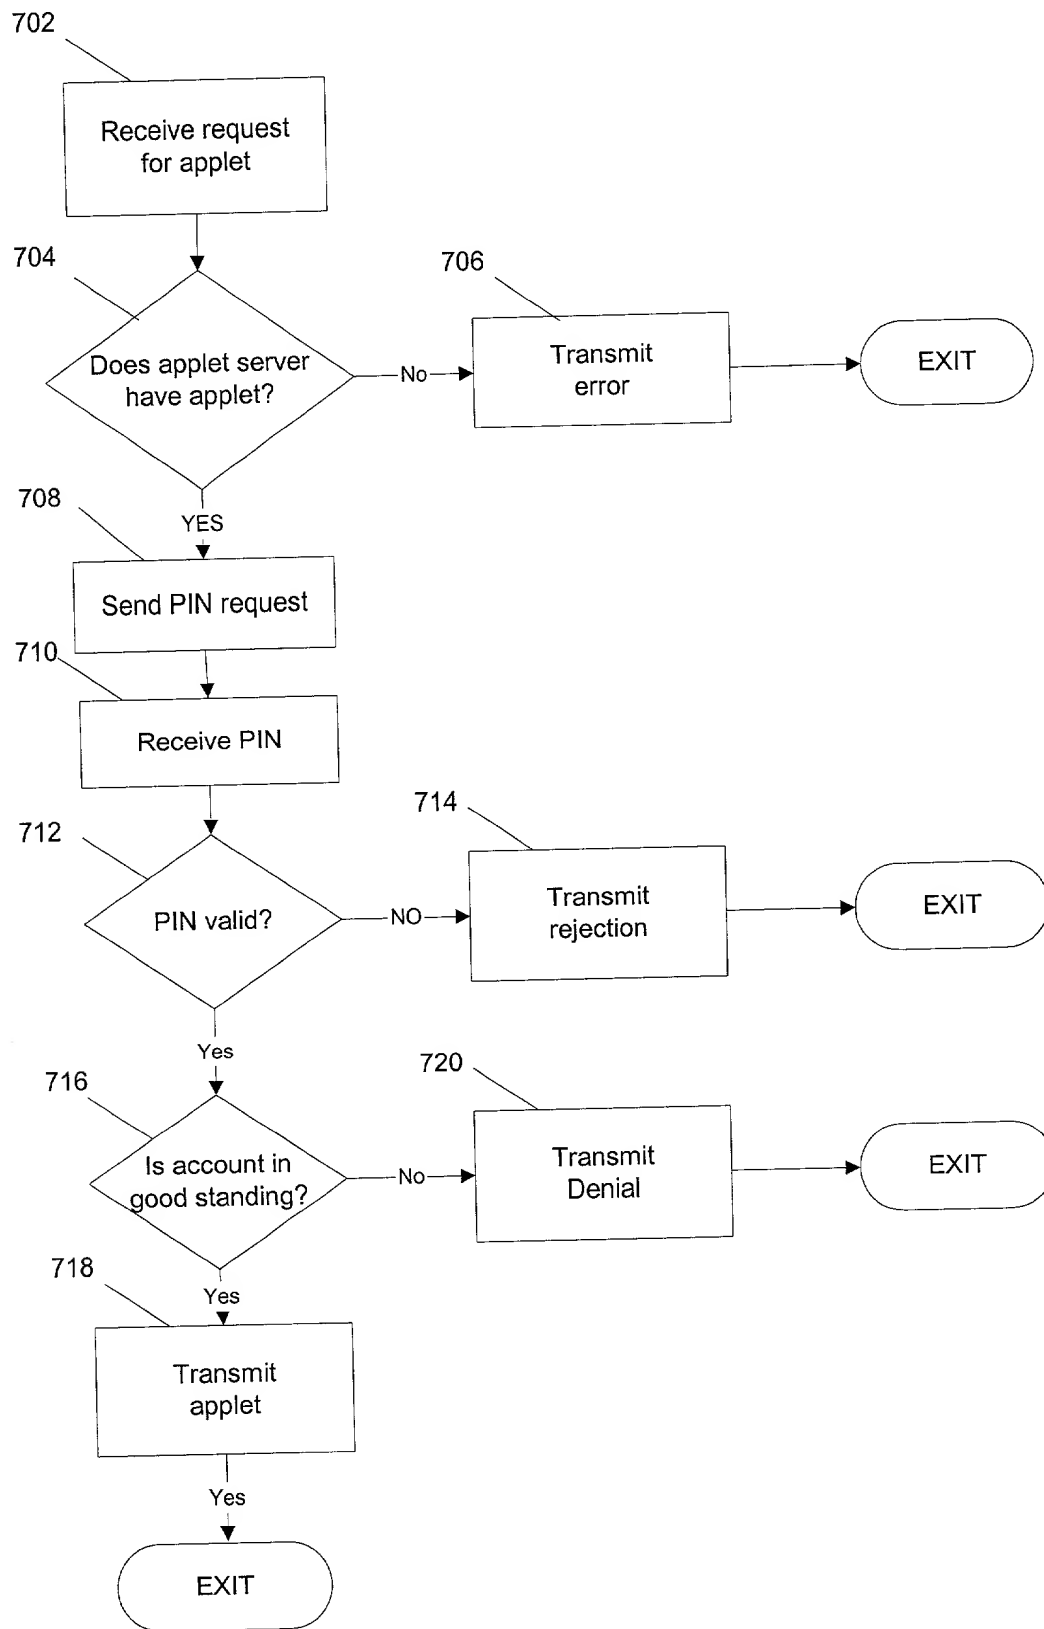 702
Receive request
for applet
704
Does applet server
have applet?
No
706
Transmit
error
EXIT
YES
708
Send PIN request
710
Receive PIN
712
PIN valid?
NO
714
Transmit
rejection
EXIT
Yes
716
Is account in
good standing?
No
720
Transmit
Denial
EXIT
Yes
718
Transmit
applet
Yes
EXIT